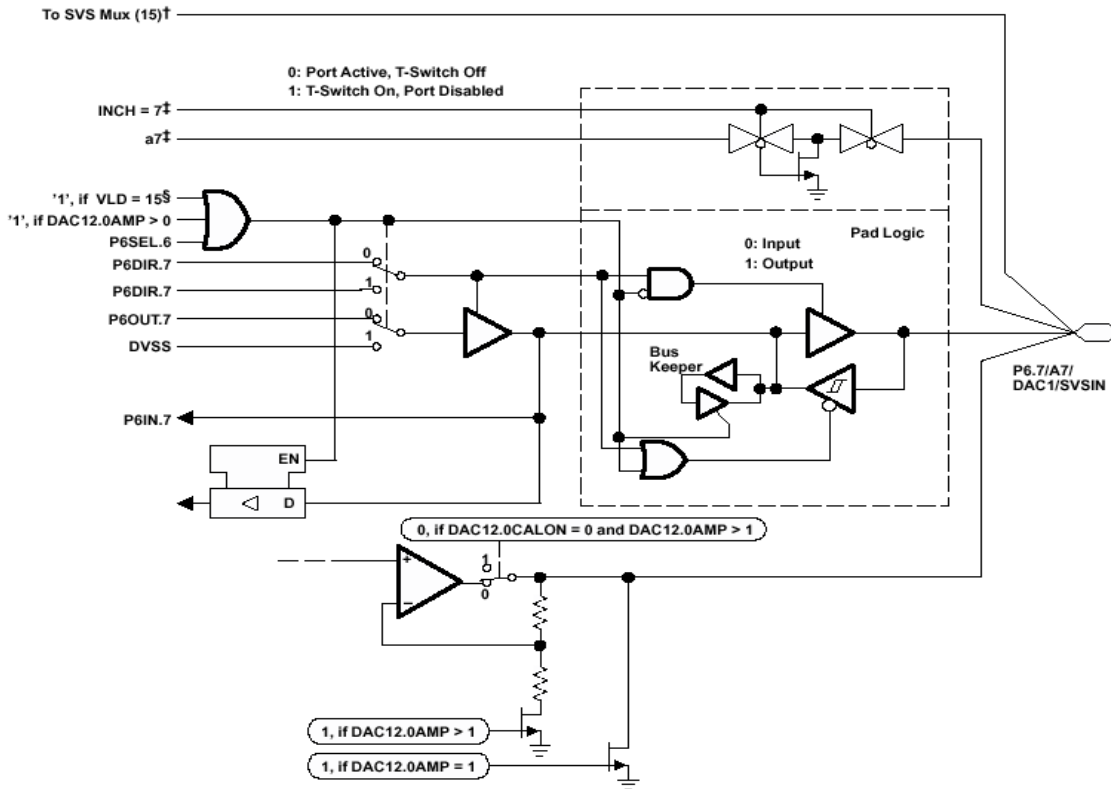 To SVS Mux (15)†
0: Port Active, T-Switch Off
1: T-Switch On, Port Disabled
INCH = 7‡
a7‡
'1', if VLD = 15§
'1', if DAC12.0AMP > 0
P6SEL.6
P6DIR.7
0
P6DIR.7
1
P6OUT.7
0
DVSS
1
Pad Logic
0: Input
1: Output
Bus
Keeper
P6.7/A7/
DAC1/SVSIN
P6IN.7
EN
D
0, if DAC12.0CALON = 0 and DAC12.0AMP > 1
+
−
1
0
1, if DAC12.0AMP > 1
1, if DAC12.0AMP = 1